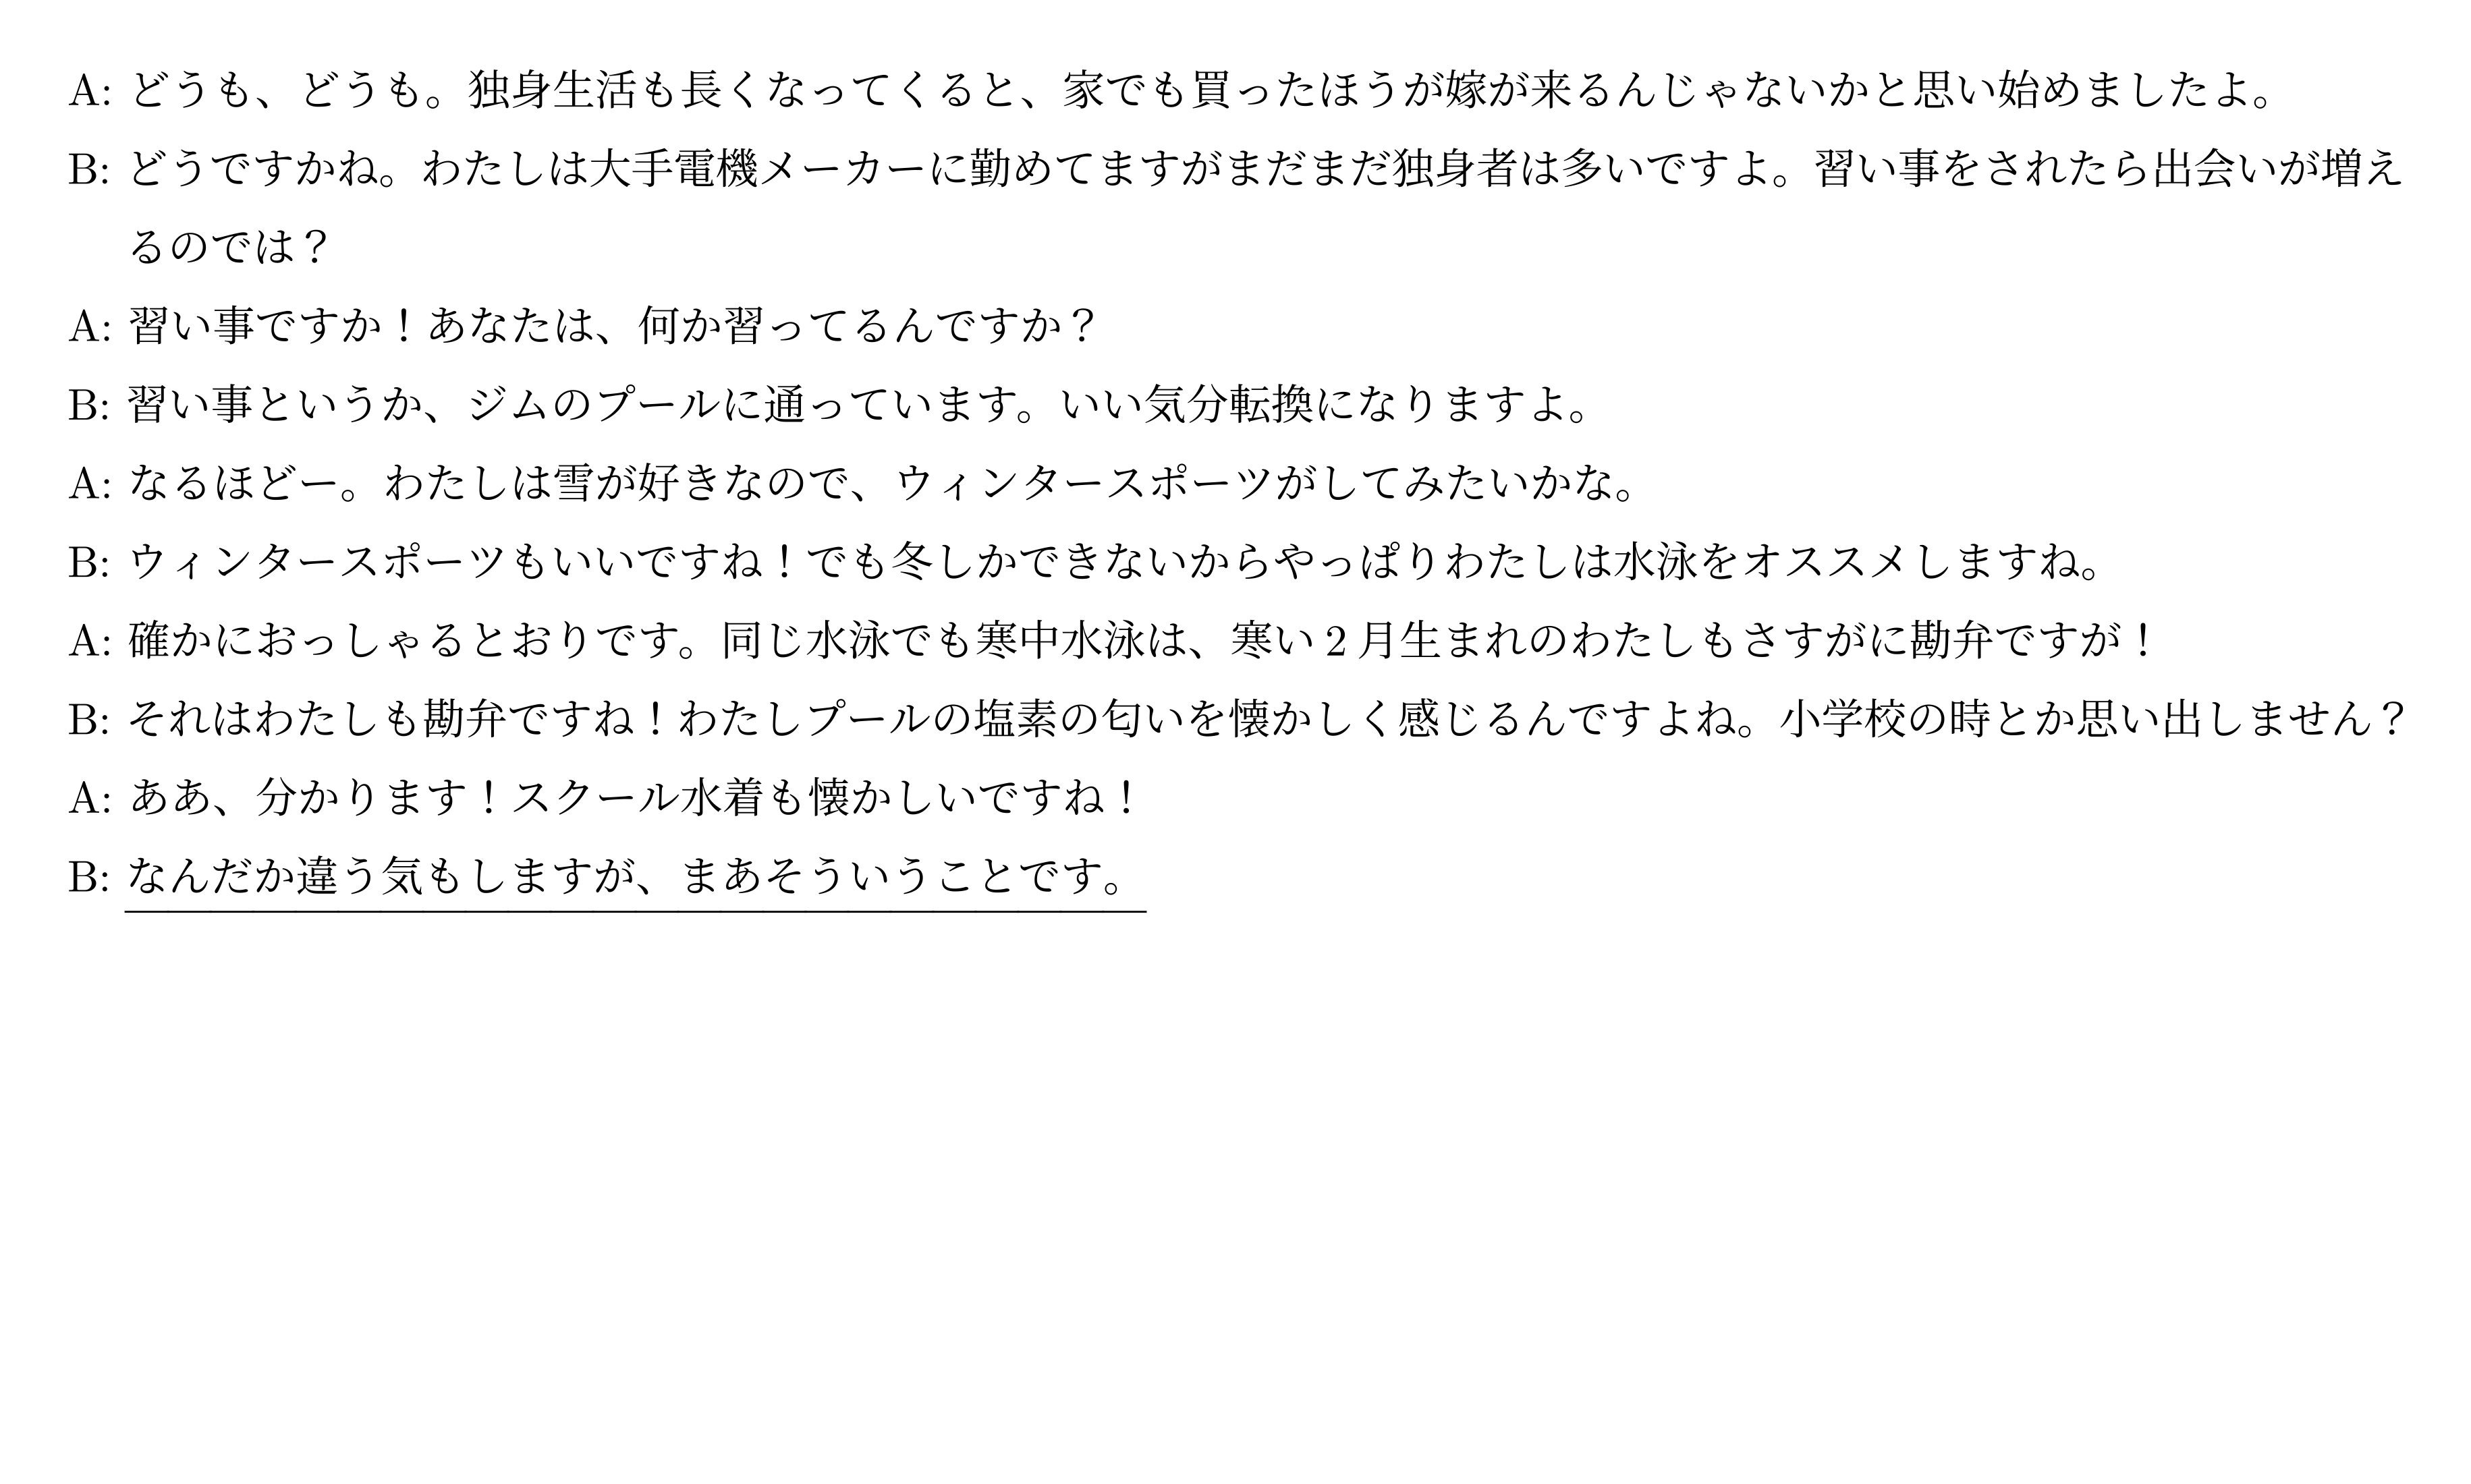 A: どうも、どうも。独身生活も長くなってくると、家でも買ったほうが嫁が来るんじゃないかと思い始めましたよ。
B: どうですかね。わたしは大手電機メーカーに勤めてますがまだまだ独身者は多いですよ。習い事をされたら出会いが増え
るのでは？
A: 習い事ですか！あなたは、何か習ってるんですか？
B: 習い事というか、ジムのプールに通っています。いい気分転換になりますよ。
A: なるほどー。わたしは雪が好きなので、ウィンタースポーツがしてみたいかな。
B: ウィンタースポーツもいいですね！でも冬しかできないからやっぱりわたしは水泳をオススメしますね。
A: 確かにおっしゃるとおりです。同じ水泳でも寒中水泳は、寒い 2 月生まれのわたしもさすがに勘弁ですが！
B: それはわたしも勘弁ですね！わたしプールの塩素の匂いを懐かしく感じるんですよね。小学校の時とか思い出しません？
A: ああ、分かります！スクール水着も懐かしいですね！
B: なんだか違う気もしますが、まあそういうことです。